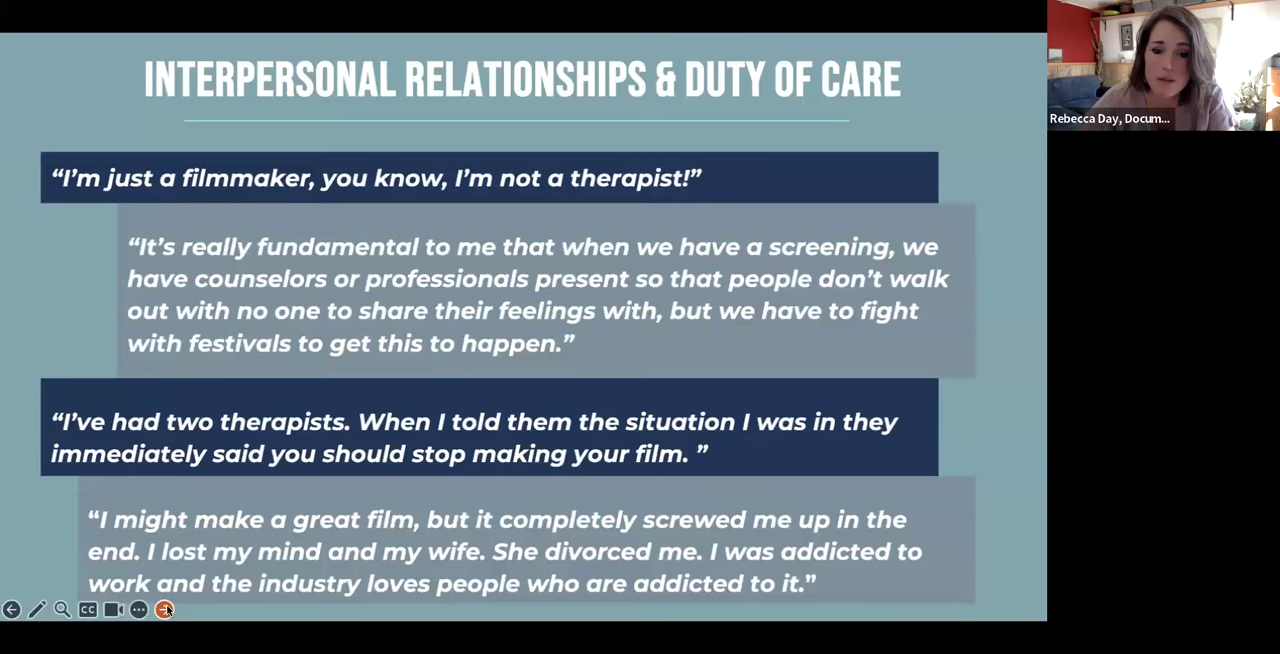 INTERPERSONAL RELATIONSHIPS & DUTY OF CARE
“I’m just a filmmaker, you know, I’m not a therapist!”
“It’s really fundamental to me that when we have a screening, we
have counselors or professionals present so that people don’t walk
out with no one to share their feelings with, but we have to fight
with festivals to get this to happen.”
“I’ve had two therapists. When I told them the situation I was in they
immediately said you should stop making your film. ”
“I might make a great film, but it completely screwed me up in the
end. I lost my mind and my wife. She divorced me. I was addicted to
work and the industry loves people who are addicted to it.”
CC
Rebecca Day, Docum...